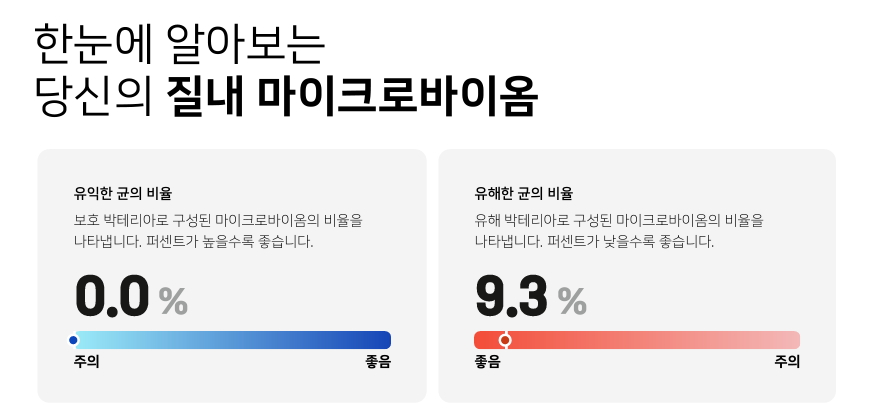 한눈에 알아보는
당신의 질내 마이크로바이옴
유익한 균의 비율
보호 박테리아로 구성된 마이크로바이옴의 비율을
나타냅니다. 퍼센트가 높을수록 좋습니다.
0.0 %
주의 좋음
유해한 균의 비율
유해 박테리아로 구성된 마이크로바이옴의 비율을
나타냅니다. 퍼센트가 낮을수록 좋습니다.
9.3 %
좋음 주의